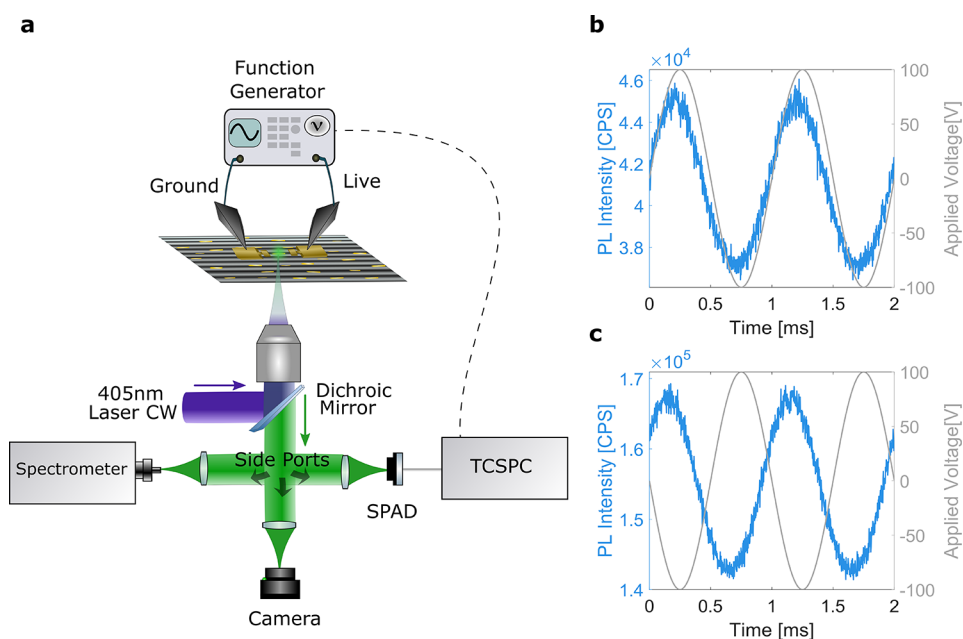 a
Function
Generator
V
Ground
Live
405nm
Laser CW
Dichroic
Mirror
Side Ports
Spectrometer
SPAD
TCSPC
Camera
b
×10⁴
4.6
4.4
4.2
4
3.8
PL Intensity [CPS]
100
50
0
-50
-100
Applied Voltage[V]
0
0.5
1
1.5
2
Time [ms]
c
×10⁵
1.7
1.6
1.5
1.4
PL Intensity [CPS]
100
50
0
-50
-100
Applied Voltage[V]
0
0.5
1
1.5
2
Time [ms]